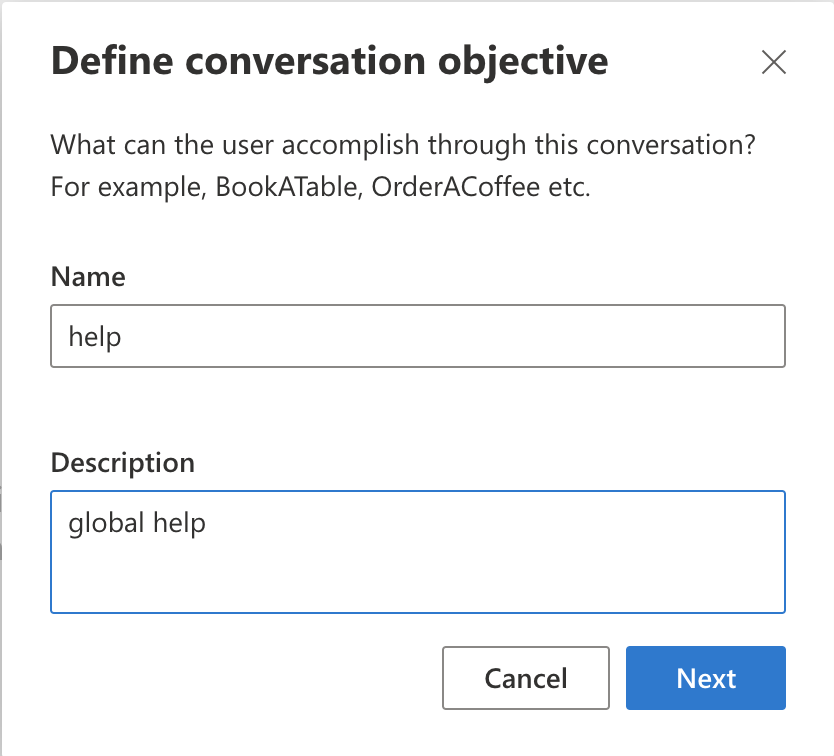 Define conversation objective
What can the user accomplish through this conversation?
For example, BookATable, OrderACoffee etc.
Name
help
Description
global help
Cancel
Next